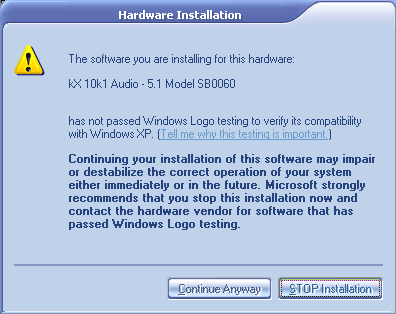 Hardware Installation
The software you are installing for this hardware:
kX 10k1 Audio - 5.1 Model SB0060
has not passed Windows Logo testing to verify its compatibility
with Windows XP. (Tell me why this testing is important.)
Continuing your installation of this software may impair
or destabilize the correct operation of your system
either immediately or in the future. Microsoft strongly
recommends that you stop this installation now and
contact the hardware vendor for software that has
passed Windows Logo testing.
Continue Anyway
STOP Installation